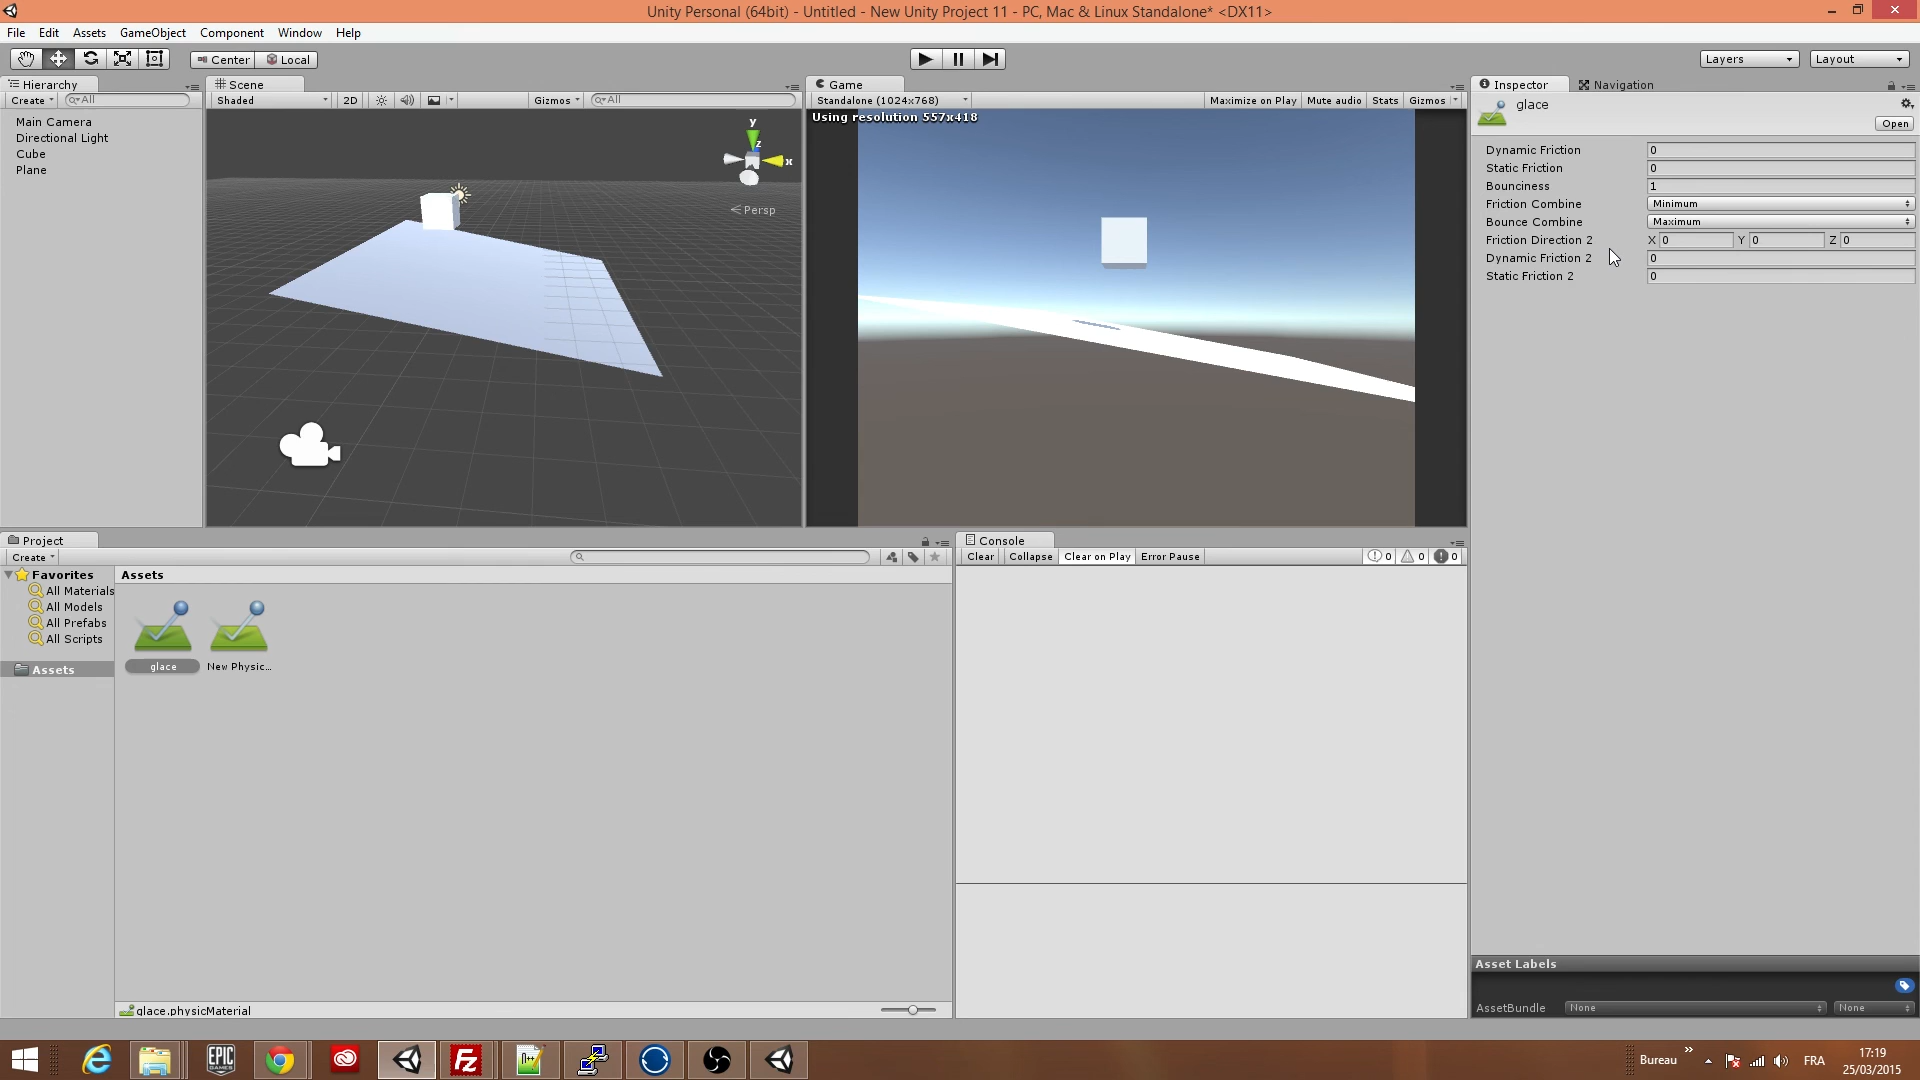 Unity Personal (64bit) - Untitled - New Unity Project 11 - PC, Mac & Linux Standalone* <DX11>
File Edit Assets GameObject Component Window Help
Center Local Layers Layout
Hierarchy
Create All
Main Camera
Directional Light
Cube
Plane
Scene
Shaded 2D Gizmos All
y
z
x
Persp
Game
Standalone (1024x768) Maximize on Play Mute audio Stats Gizmos
Using resolution 557x418
Inspector Navigation
glace
Open
Dynamic Friction 0
Static Friction 0
Bounciness 1
Friction Combine Minimum
Bounce Combine Maximum
Friction Direction 2 X 0 Y 0 Z 0
Dynamic Friction 2 0
Static Friction 2 0
Project
Create
Favorites
All Materials
All Models
All Prefabs
All Scripts
Assets
Assets
glace New Physic...
glace.physicMaterial
Console
Clear Collapse Clear on Play Error Pause 0 0 0
Asset Labels
AssetBundle None None
EPIC GAMES
Fz
Bureau FRA 17:19
25/03/2015